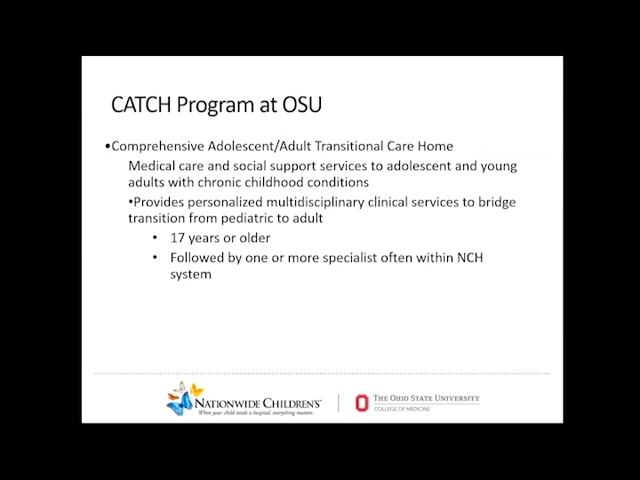 CATCH Program at OSU
•Comprehensive Adolescent/Adult Transitional Care Home
Medical care and social support services to adolescent and young
adults with chronic childhood conditions
•Provides personalized multidisciplinary clinical services to bridge
transition from pediatric to adult
• 17 years or older
• Followed by one or more specialist often within NCH
system
NATIONWIDE CHILDREN'S
When your child needs a hospital, everything matters.
THE OHIO STATE UNIVERSITY
COLLEGE OF MEDICINE